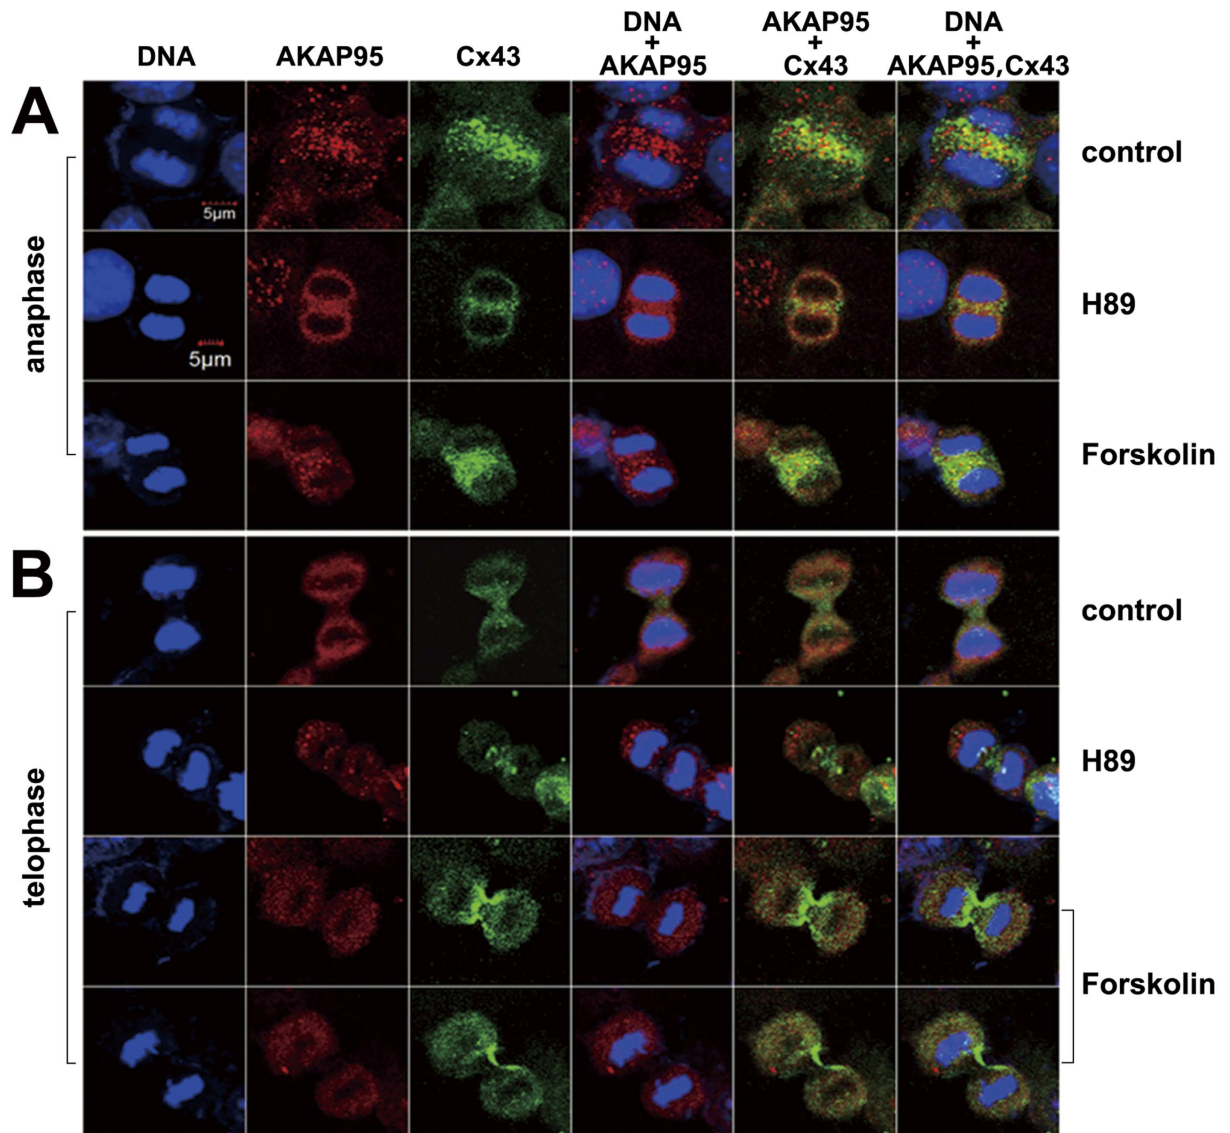 A
DNA
AKAP95
Cx43
DNA
+
AKAP95
AKAP95
+
Cx43
DNA
+
AKAP95,Cx43
anaphase
5μm
control
5μm
H89
Forskolin
B
telophase
control
H89
Forskolin